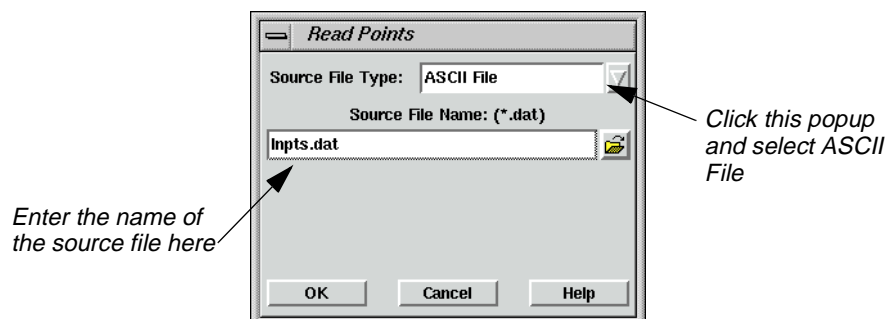 Read Points
Source File Type: ASCII File
Source File Name: (*.dat)
Inpts.dat
Click this popup
and select ASCII
File
Enter the name of
the source file here
OK Cancel Help